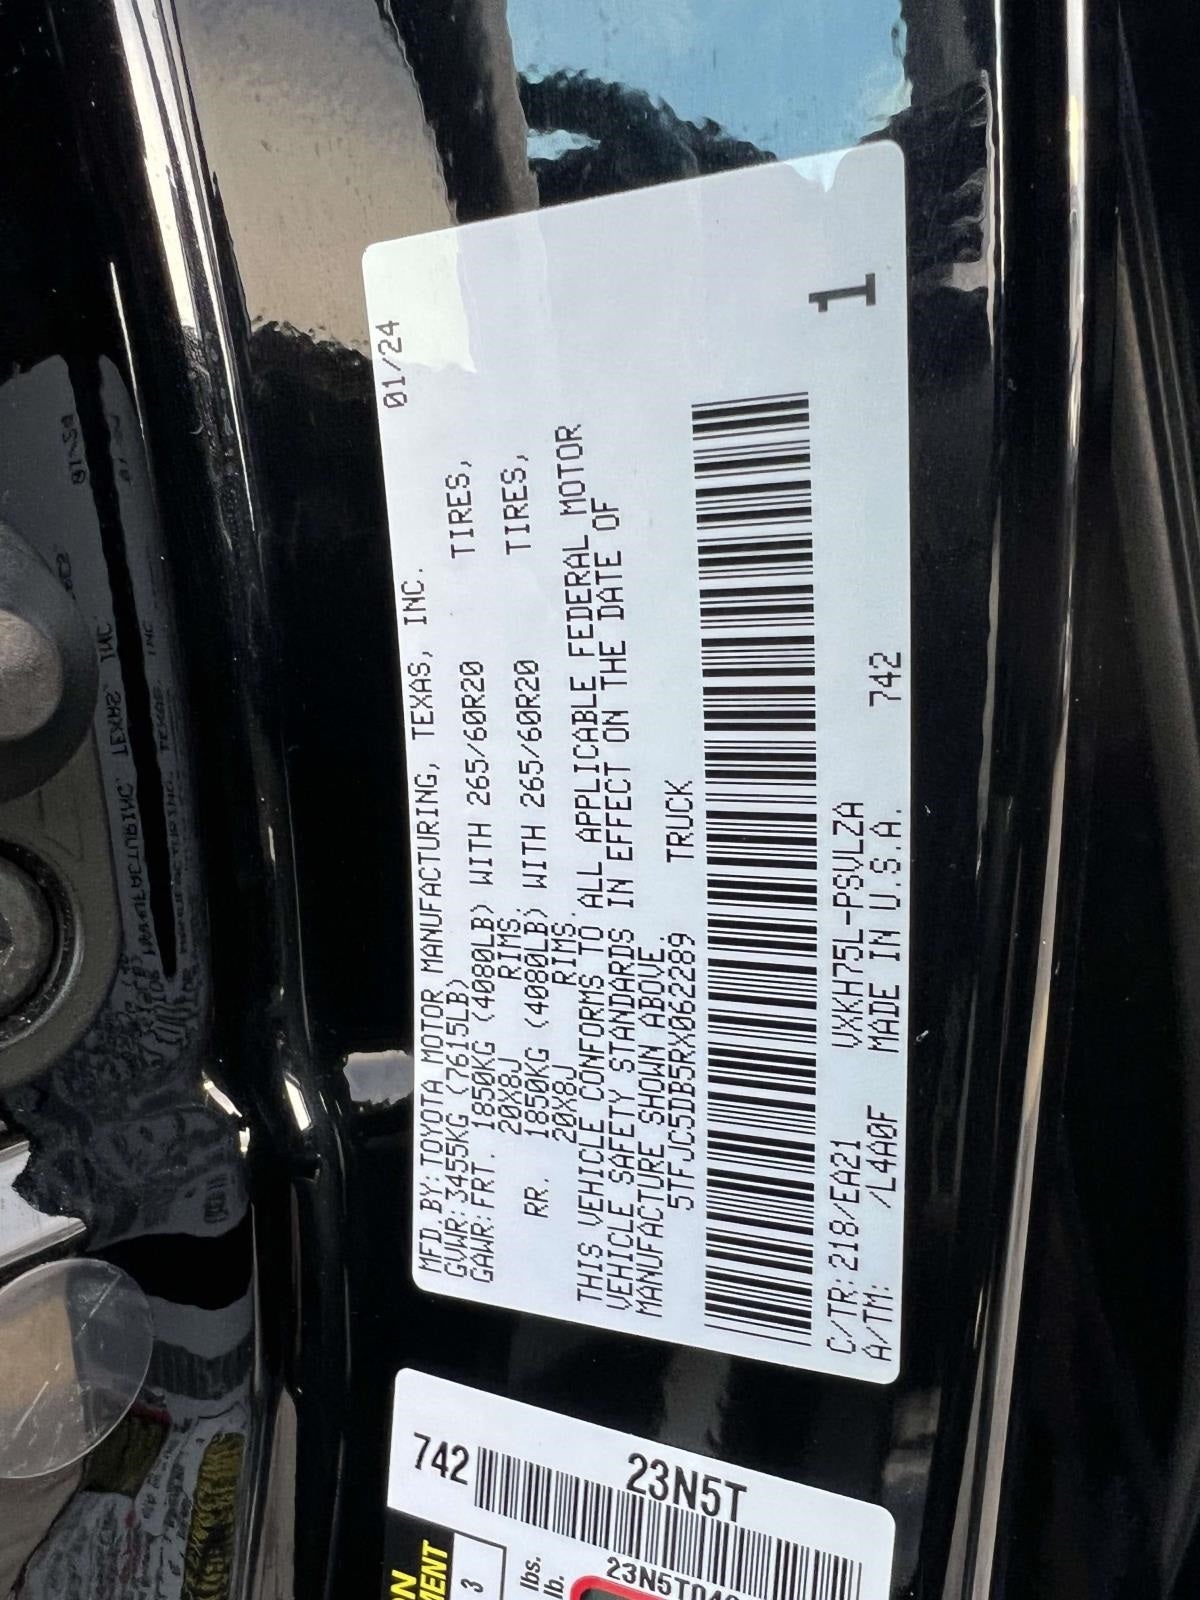 01/24
MFD.BY:TOYOTA MOTOR MANUFACTURING, TEXAS, INC.
GVWR:3455KG (7615LB)
GAWR:FRT. 1850KG (4080LB) WITH 265/60R20 TIRES,
20X8J RIMS.
RR. 1850KG (4080LB) WITH 265/60R20 TIRES,
20X8J RIMS.
THIS VEHICLE CONFORMS TO ALL APPLICABLE FEDERAL MOTOR
VEHICLE SAFETY STANDARDS IN EFFECT ON THE DATE OF
MANUFACTURE SHOWN ABOVE.
5TFJC5DB5RX062289 TRUCK
1
C/TR:218/EA21 VXKH75L-PSVLZA
A/TM: /L4A0F MADE IN U.S.A. 742
742
23N5T
3
lbs.